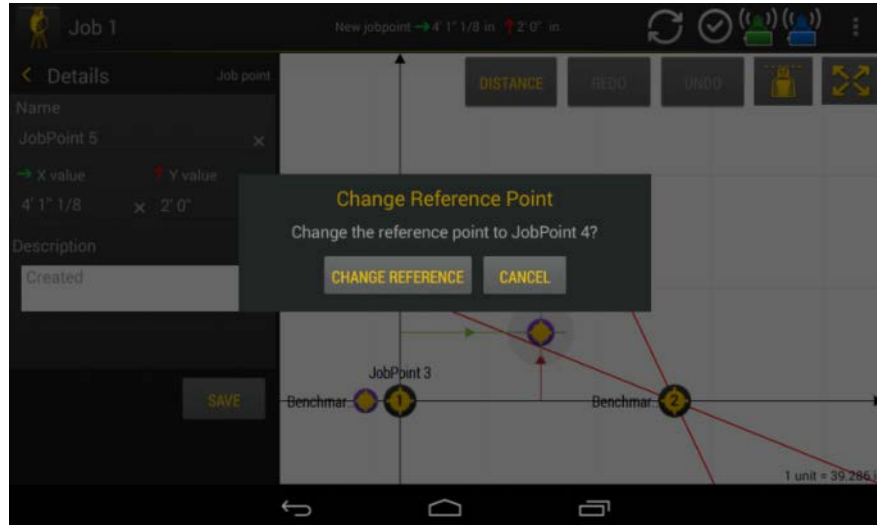 Job 1
New jobpoint 4' 1" 1/8 in 2' 0" in
Details
Job point
DISTANCE
REDO
UNDO
Name
JobPoint 5
X value
Y value
4' 1" 1/8
2' 0"
Change Reference Point
Change the reference point to JobPoint 4?
Description
Created
CHANGE REFERENCE
CANCEL
JobPoint 3
SAVE
Benchmar..
1
Benchmar..
2
1 unit = 39.286 i